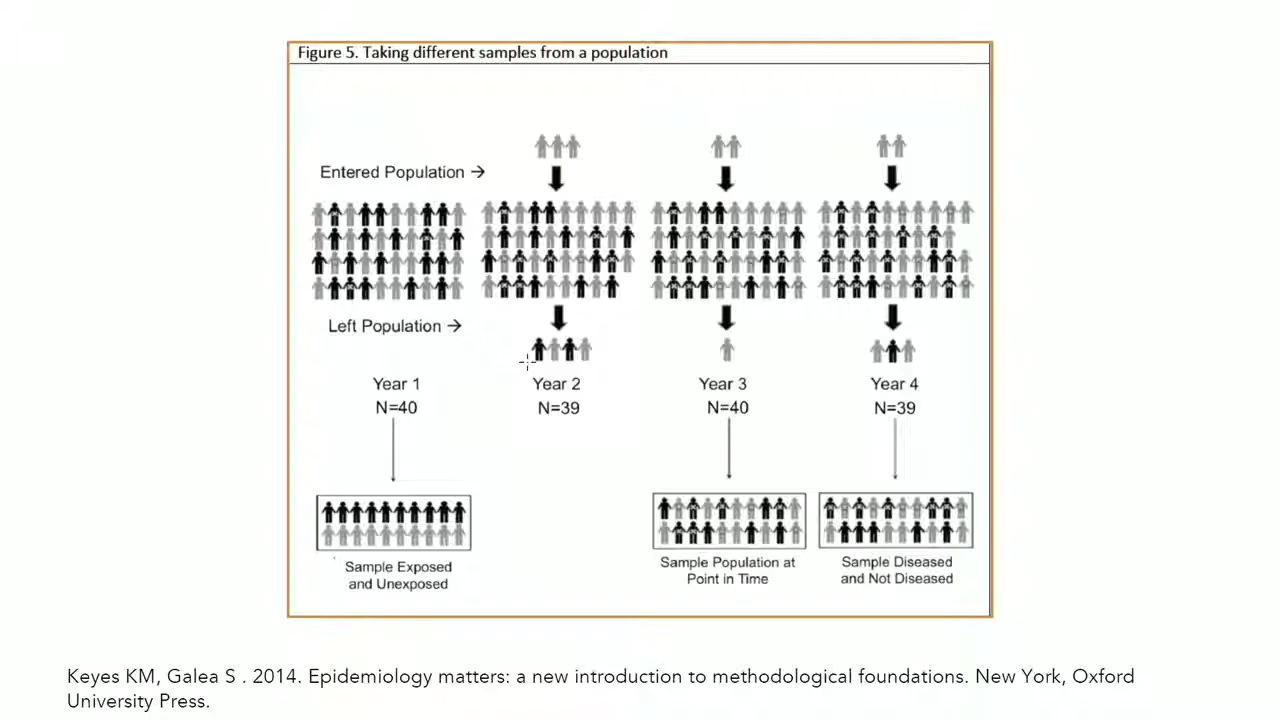 Figure 5. Taking different samples from a population
Entered Population →
Left Population →
Year 1
N=40
Year 2
N=39
Year 3
N=40
Year 4
N=39
Sample Exposed
and Unexposed
Sample Population at
Point in Time
Sample Diseased
and Not Diseased
Keyes KM, Galea S . 2014. Epidemiology matters: a new introduction to methodological foundations. New York, Oxford
University Press.